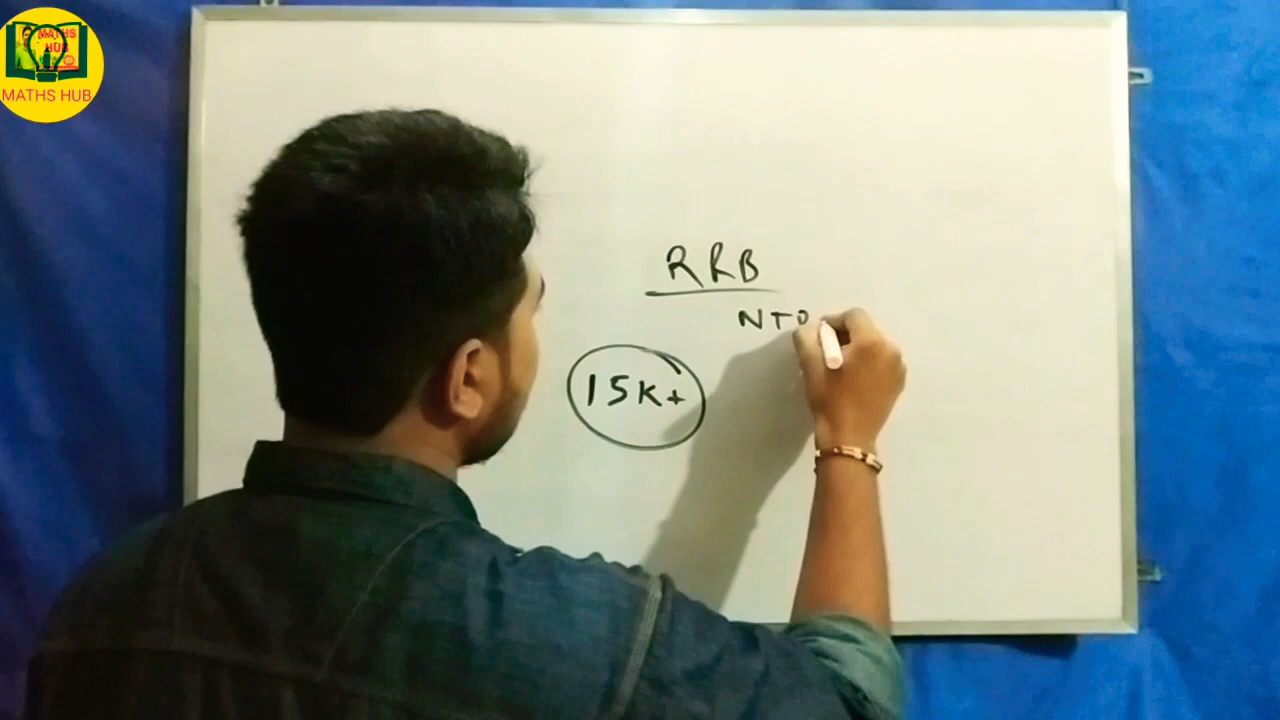 MATHS
HUB
MATHS HUB
RRB
NTP
15K+